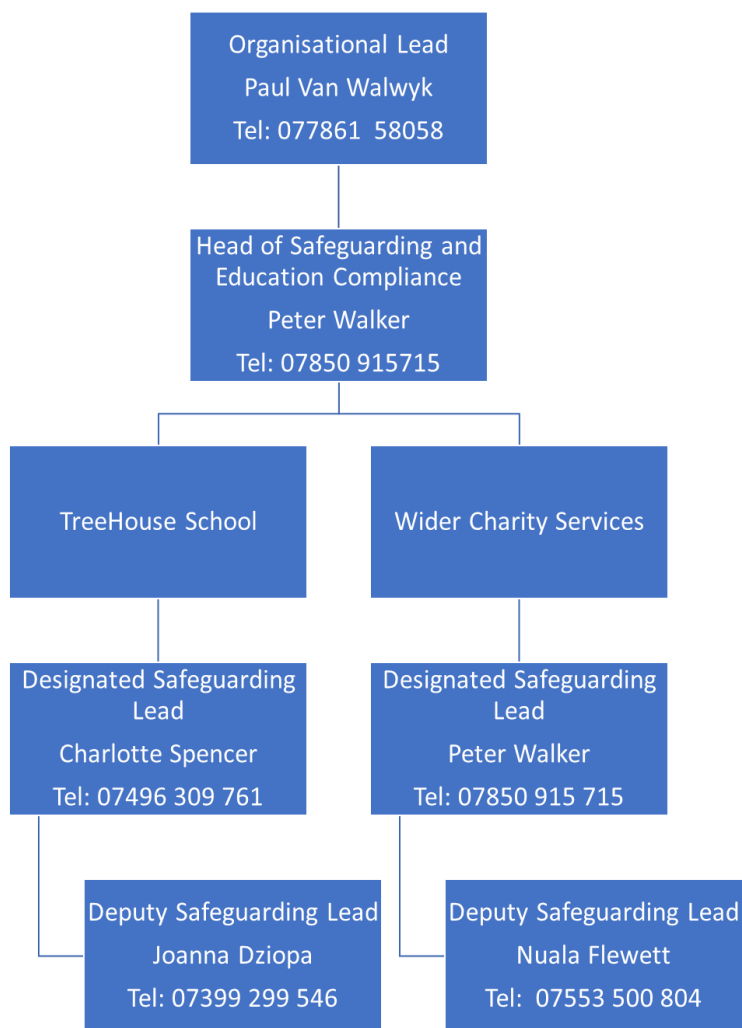 Organisational Lead
Paul Van Walwyk
Tel: 077861  58058
Head of Safeguarding and
Education Compliance
Peter Walker
Tel: 07850 915715
TreeHouse School
Wider Charity Services
Designated Safeguarding
Lead
Charlotte Spencer
Tel: 07496 309 761
Designated Safeguarding
Lead
Peter Walker
Tel: 07850 915 715
Deputy Safeguarding Lead
Joanna Dziopa
Tel: 07399 299 546
Deputy Safeguarding Lead
Nuala Flewett
Tel:  07553 500 804